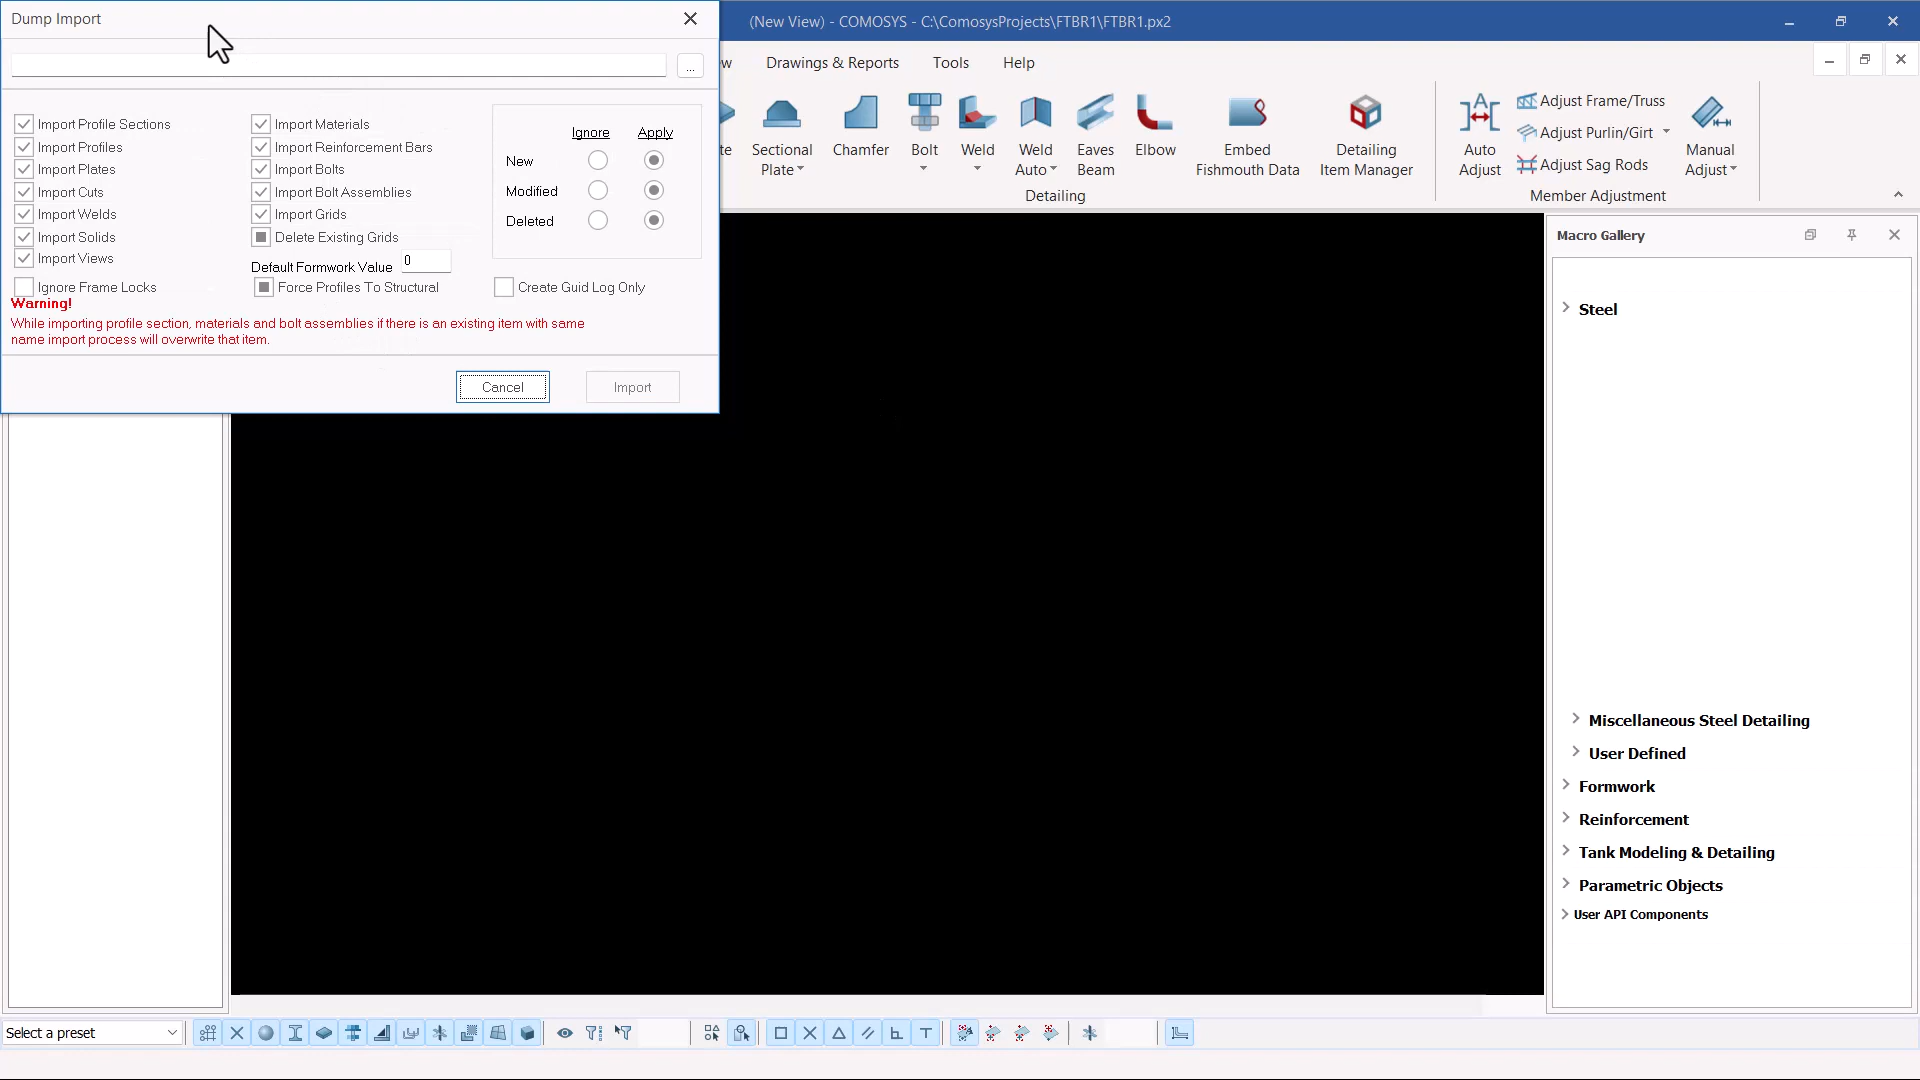 Dump Import
(New View) - COMOSYS - C:\ComosysProjects\FTBR1\FTBR1.px2
Drawings & Reports
Tools
Help
...
Import Profile Sections
Import Profiles
Import Plates
Import Cuts
Import Welds
Import Solids
Import Views
Ignore Frame Locks
Import Materials
Import Reinforcement Bars
Import Bolts
Import Bolt Assemblies
Import Grids
Delete Existing Grids
Default Formwork Value
0
Force Profiles To Structural
Ignore Apply
New
Modified
Deleted
Create Guid Log Only
Warning!
While importing profile section, materials and bolt assemblies if there is an existing item with same
name import process will overwrite that item.
Cancel
Import
Sectional
Plate
Chamfer
Bolt
Weld
Weld
Auto
Eaves
Beam
Elbow
Embed
Fishmouth Data
Detailing
Item Manager
Detailing
Auto
Adjust
Adjust Frame/Truss
Adjust Purlin/Girt
Adjust Sag Rods
Manual
Adjust
Member Adjustment
Macro Gallery
Steel
Miscellaneous Steel Detailing
User Defined
Formwork
Reinforcement
Tank Modeling & Detailing
Parametric Objects
User API Components
Select a preset